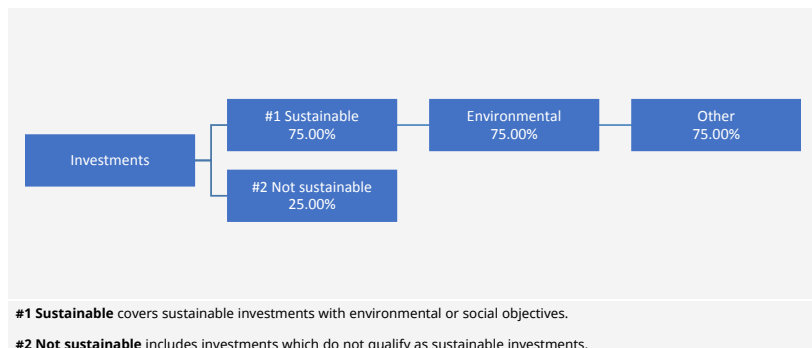 #1 Sustainable
75.00%
Environmental
75.00%
Other
75.00%
Investments
#2 Not sustainable
25.00%
#1 Sustainable covers sustainable investments with environmental or social objectives.
#2 Not sustainable includes investments which do not qualify as sustainable investments.